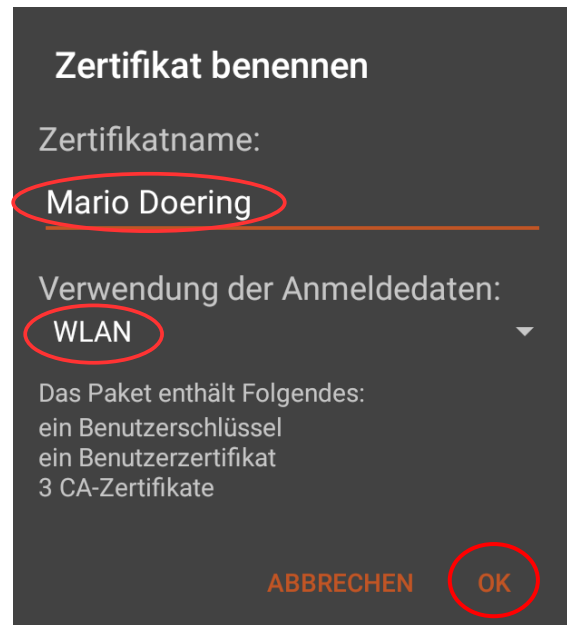 Zertifikat benennen
Zertifikatname:
Mario Doering
Verwendung der Anmeldedaten:
WLAN
Das Paket enthält Folgendes:
ein Benutzerschlüssel
ein Benutzerzertifikat
3 CA-Zertifikate
ABBRECHEN OK